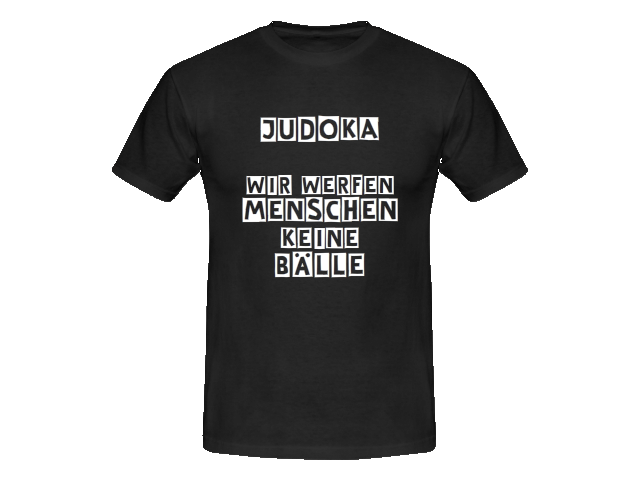 JUDOKA
WIR WERFEN
MENSCHEN
KEINE
BÄLLE